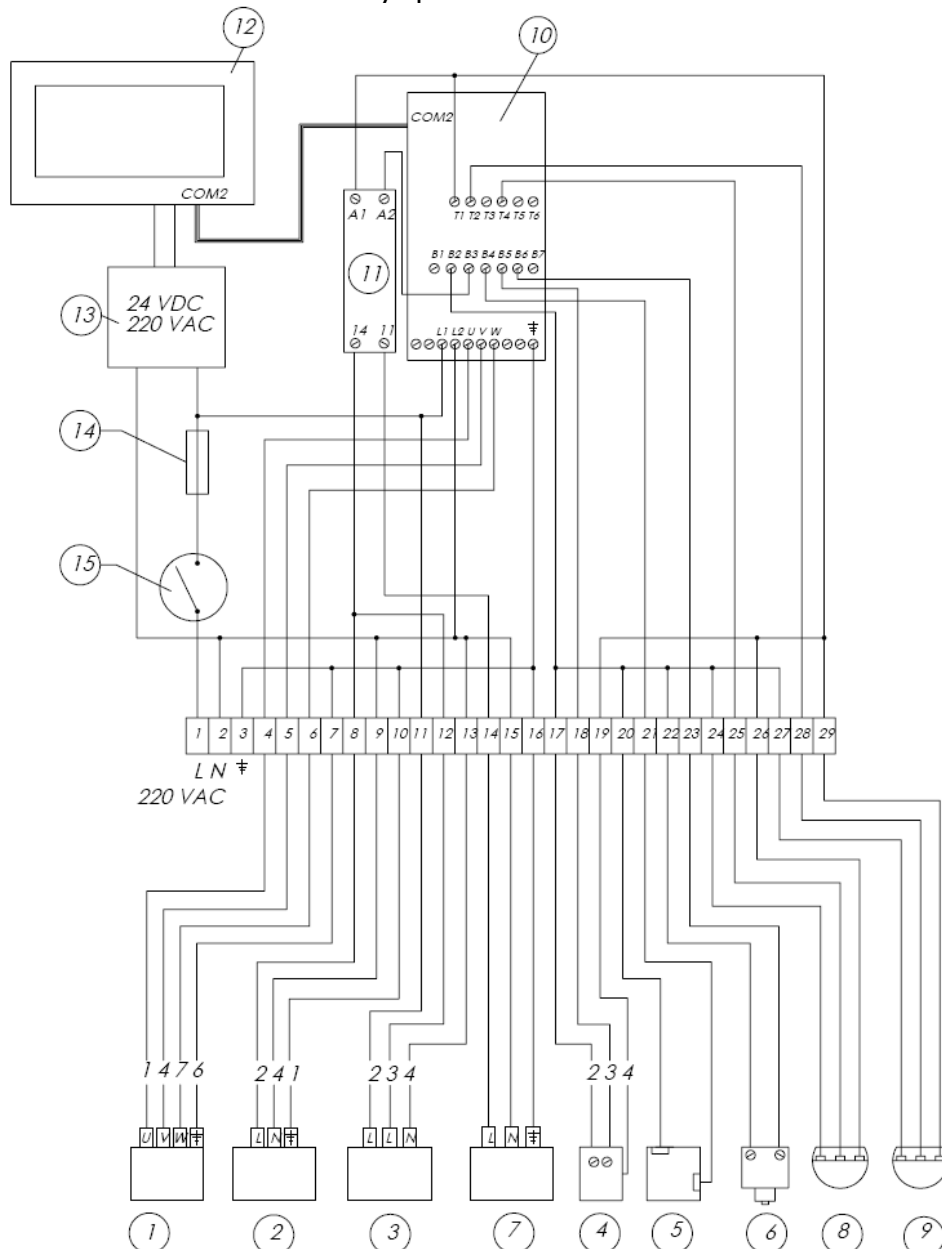 12
10
COM2
COM2
A1 A2
T1 T2 T3 T4 T5 T6
11
B1 B2 B3 B4 B5 B6 B7
13
24 VDC
220 VAC
14 11
L1 L2 U V W
14
15
1 2 3 4 5 6 7 8 9 10 11 12 13 14 15 16 17 18 19 20 21 22 23 24 25 26 27 28 29
L N
220 VAC
1 4 7 6 2 4 1 2 3 4 2 3 4
U V W L N L L N L N
1 2 3 7 4 5 6 8 9